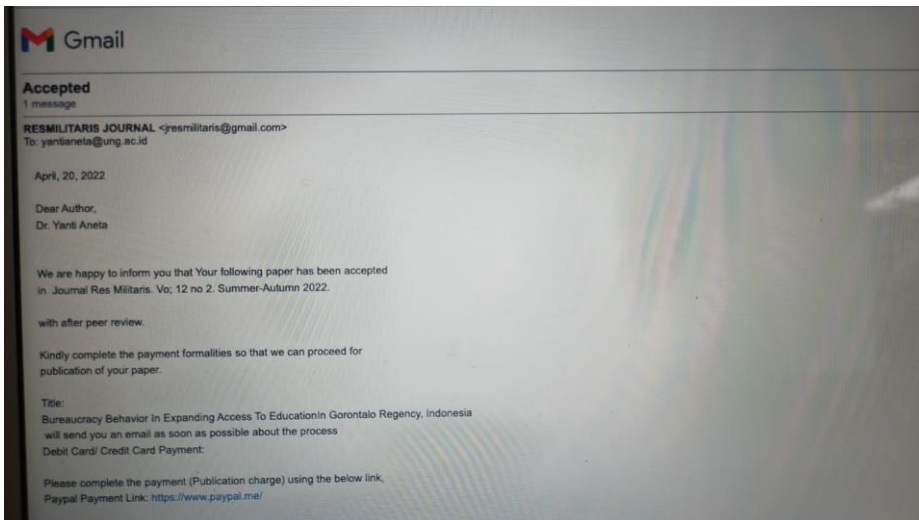 Gmail
Accepted
1 message
RESMILITARIS JOURNAL <jresmilitaris@gmail.com>
To: yantianeta@ung.ac.id
April, 20, 2022
Dear Author,
Dr. Yanti Aneta
We are happy to inform you that Your following paper has been accepted
in Journal Res Militaris. Vo; 12 no 2. Summer-Autumn 2022.
with after peer review.
Kindly complete the payment formalities so that we can proceed for
publication of your paper.
Title:
Bureaucracy Behavior In Expanding Access To EducationIn Gorontalo Regency, Indonesia
will send you an email as soon as possible about the process
Debit Card/ Credit Card Payment:
Please complete the payment (Publication charge) using the below link,
Paypal Payment Link: https://www.paypal.me/